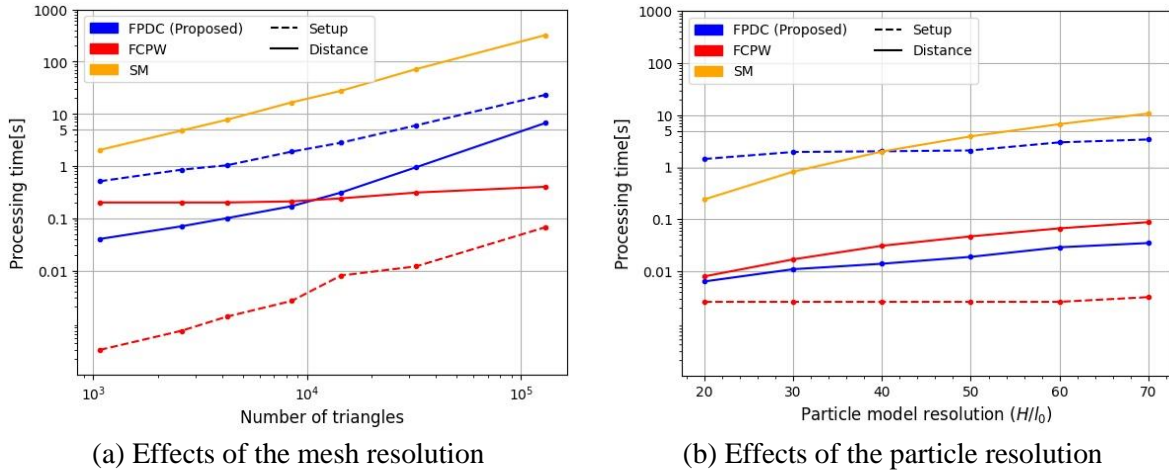 FPDC (Proposed)
FCPW
SM
Setup
Distance
1000
100
10
5
1
0.1
0.01
Processing time[s]
10³
10⁴
10⁵
Number of triangles
(a) Effects of the mesh resolution
FPDC (Proposed)
FCPW
SM
Setup
Distance
1000
100
10
5
1
0.1
0.01
Processing time[s]
20 30 40 50 60 70
Particle model resolution (H/l₀)
(b) Effects of the particle resolution